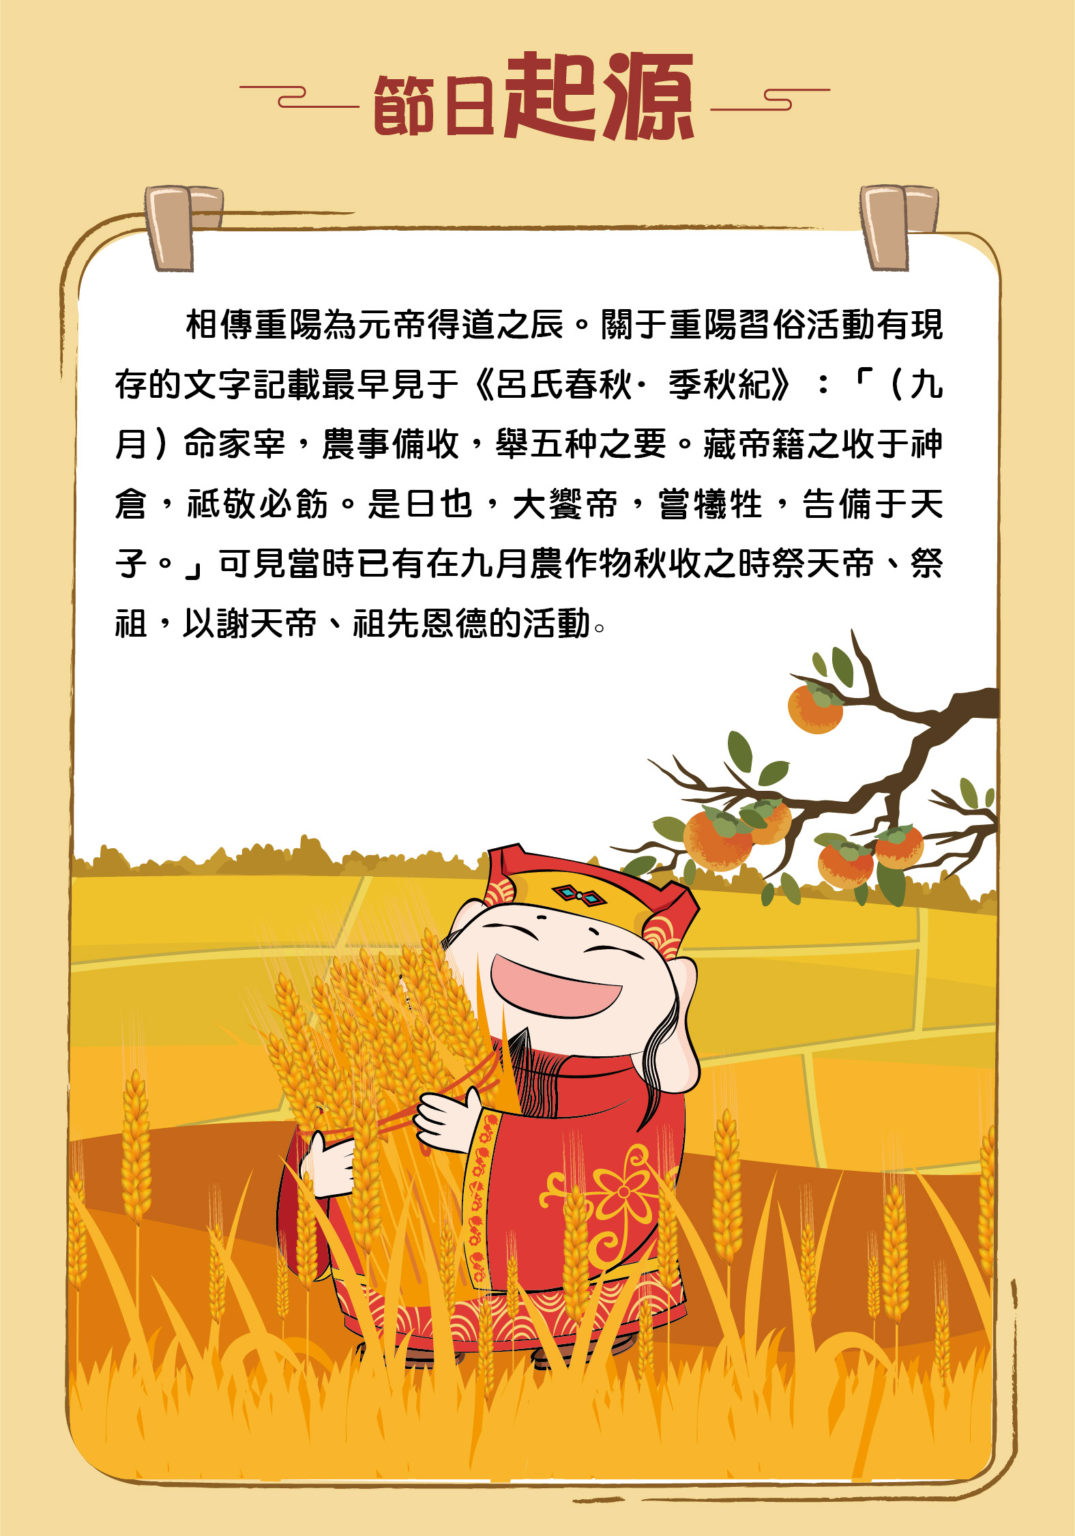 節日起源
相傳重陽為元帝得道之辰。關于重陽習俗活動有現
存的文字記載最早見于《呂氏春秋·季秋紀》：「（九
月）命家宰，農事備收，舉五种之要。藏帝籍之收于神
倉，祇敬必飭。是日也，大饗帝，嘗犧牲，告備于天
子。」可見當時已有在九月農作物秋收之時祭天帝、祭
祖，以謝天帝、祖先恩德的活動。